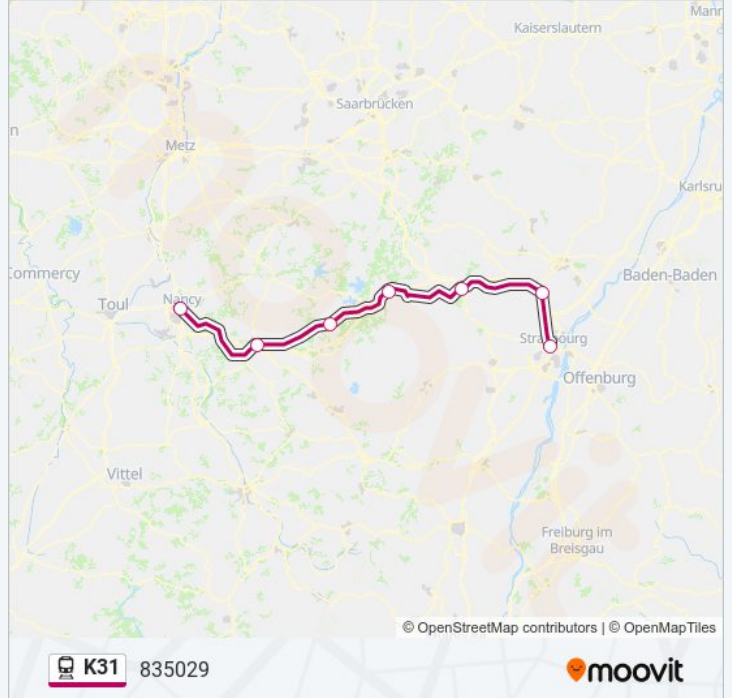 Mann
Kaiserslautern
Saarbrücken
n
Metz
Karlsru
ommercy
Toul
Nancy
Baden-Baden
Strasbourg
Offenburg
Vittel
Freiburg im
Breisgau
© OpenStreetMap contributors | © OpenMapTiles
K31 835029
moovit